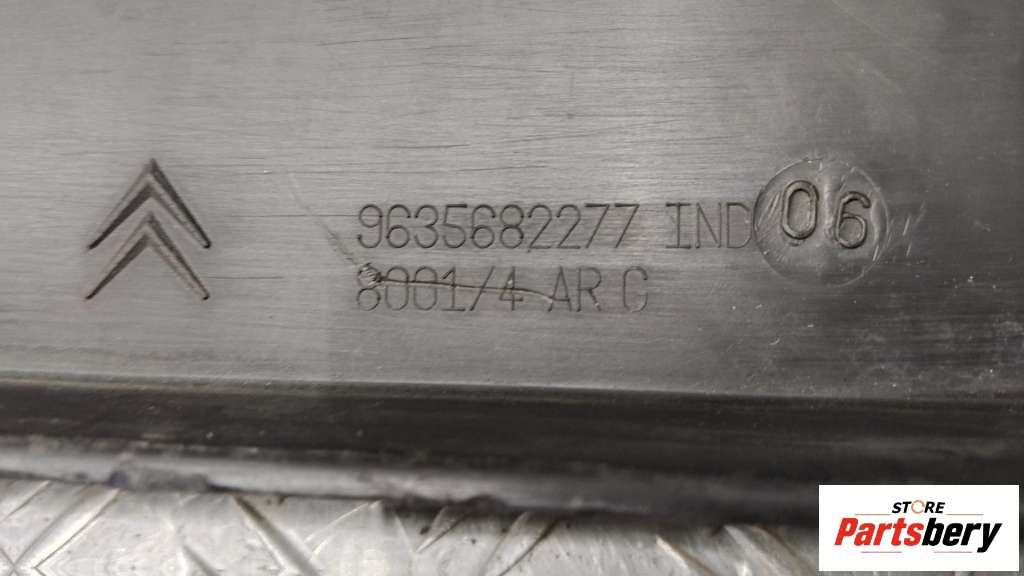 9635682277 IND 06
8001/4 AR G
STORE
Partsbery